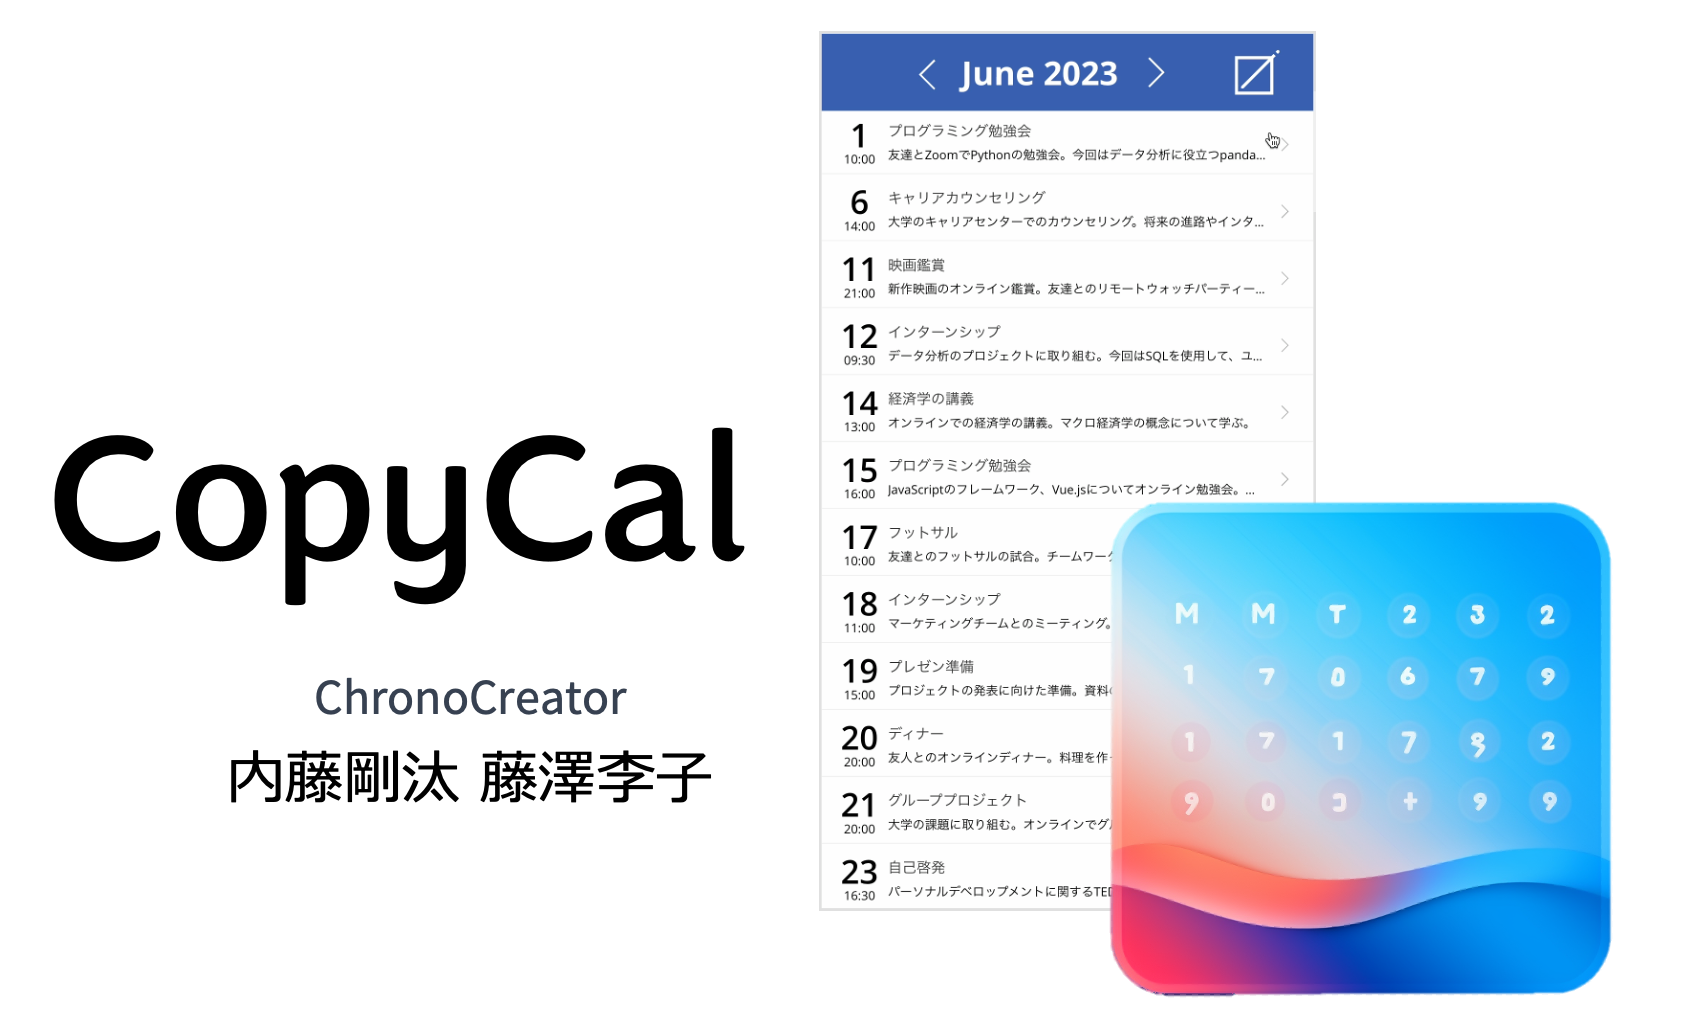 CopyCal
ChronoCreator
内藤剛汰 藤澤李子
June 2023
1
10:00
プログラミング勉強会
友達とZoomでPythonの勉強会。今回はデータ分析に役立つpanda...
6
14:00
キャリアカウンセリング
大学のキャリアセンターでのカウンセリング。将来の進路やインタ...
11
21:00
映画鑑賞
新作映画のオンライン鑑賞。友達とのリモートウォッチパーティー...
12
09:30
インターンシップ
データ分析のプロジェクトに取り組む。今回はSQLを使用して、ユ...
14
13:00
経済学の講義
オンラインでの経済学の講義。マクロ経済学の概念について学ぶ。
15
16:00
プログラミング勉強会
JavaScriptのフレームワーク、Vue.jsについてオンライン勉強会。...
17
10:00
フットサル
友達とのフットサルの試合。チームワーク
18
11:00
インターンシップ
マーケティングチームとのミーティング。
19
15:00
プレゼン準備
プロジェクトの発表に向けた準備。資料の
20
20:00
ディナー
友人とのオンラインディナー。料理を作
21
20:00
グループプロジェクト
大学の課題に取り組む。オンラインでグル
23
16:30
自己啓発
パーソナルデベロップメントに関するTED
M M T 2 3 2
1 7 0 6 7 9
1 7 1 7 2
9 0 + 9 9